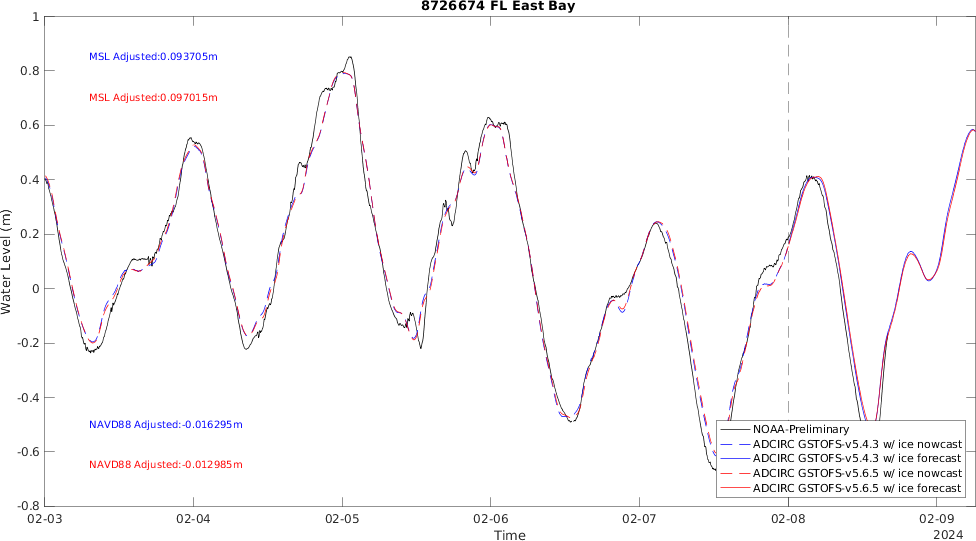 8726674 FL East Bay
1
0.8
0.6
0.4
0.2
0
-0.2
-0.4
-0.6
-0.8
Water Level (m)
MSL Adjusted:0.093705m
MSL Adjusted:0.097015m
NAVD88 Adjusted:-0.016295m
NAVD88 Adjusted:-0.012985m
NOAA-Preliminary
ADCIRC GSTOFS-v5.4.3 w/ ice nowcast
ADCIRC GSTOFS-v5.4.3 w/ ice forecast
ADCIRC GSTOFS-v5.6.5 w/ ice nowcast
ADCIRC GSTOFS-v5.6.5 w/ ice forecast
02-03 02-04 02-05 02-06 02-07 02-08 02-09
Time 2024